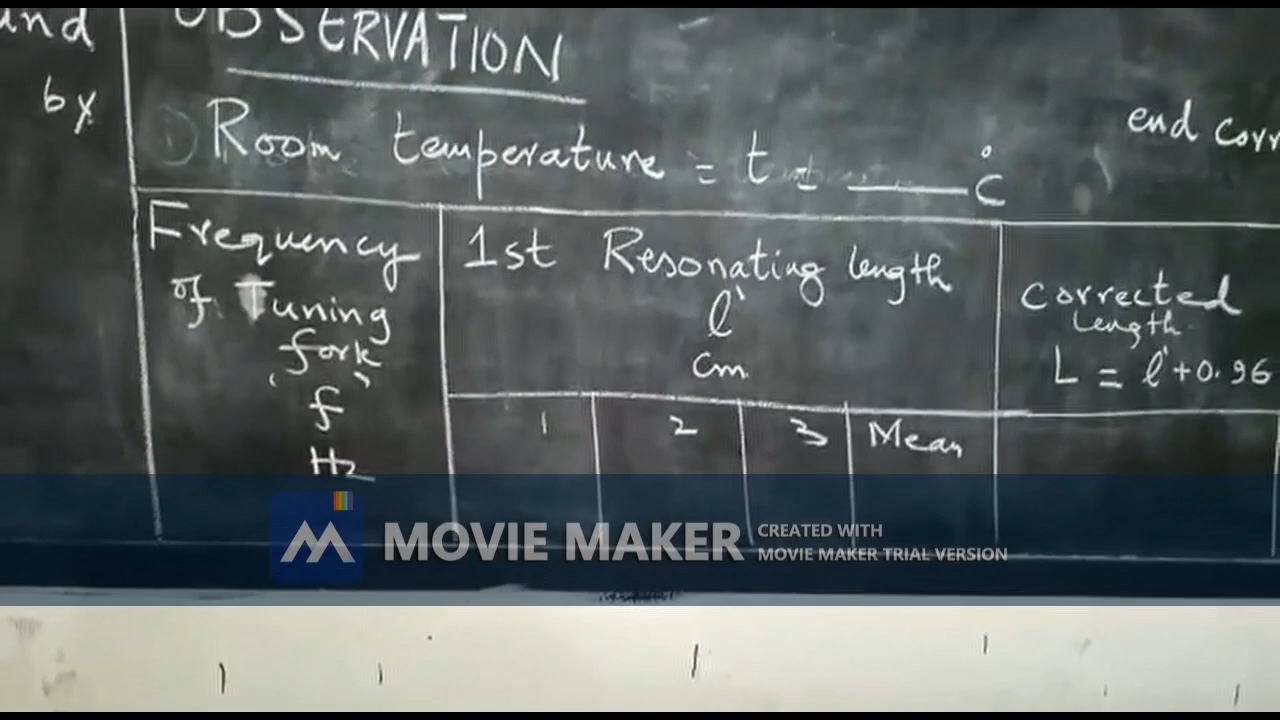 and
by
OBSERVATION
Room temperature = t = ____ °C
end corr
Frequency
of Tuning
fork
'f'
Hz
1st Resonating length
l'
cm
1 2 3 Mean
Corrected
Length
L = l'+0.96
MOVIE MAKER
CREATED WITH
MOVIE MAKER TRIAL VERSION